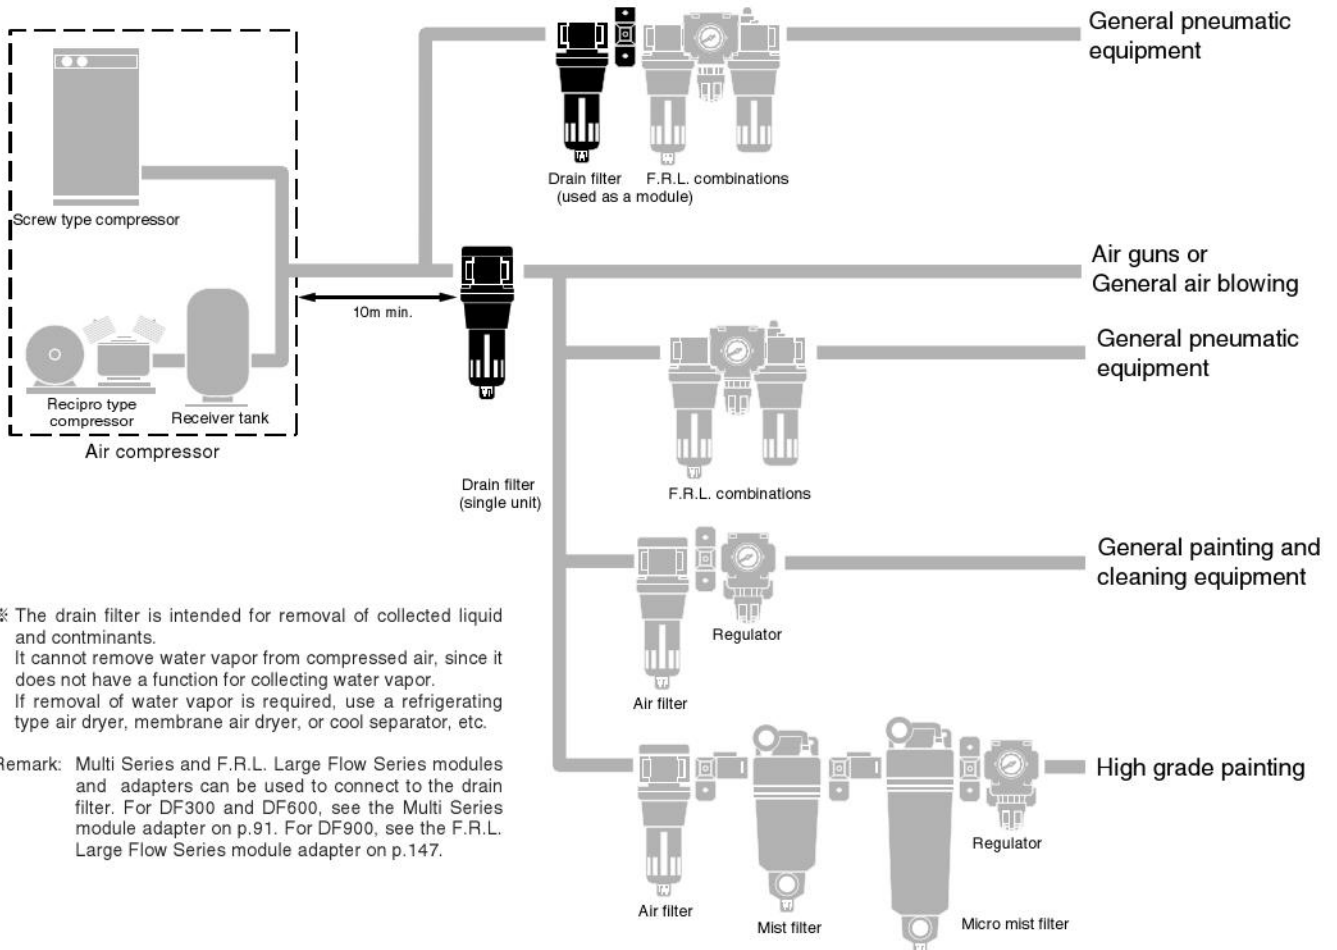 General pneumatic
equipment
Drain filter
(used as a module)
F.R.L. combinations
Screw type compressor
Air guns or
General air blowing
10m min.
General pneumatic
equipment
Recipro type
compressor
Receiver tank
Air compressor
Drain filter
(single unit)
F.R.L. combinations
General painting and
cleaning equipment
Regulator
Air filter
※ The drain filter is intended for removal of collected liquid
and contminants.
It cannot remove water vapor from compressed air, since it
does not have a function for collecting water vapor.
If removal of water vapor is required, use a refrigerating
type air dryer, membrane air dryer, or cool separator, etc.
Remark: Multi Series and F.R.L. Large Flow Series modules
and adapters can be used to connect to the drain
filter. For DF300 and DF600, see the Multi Series
module adapter on p.91. For DF900, see the F.R.L.
Large Flow Series module adapter on p.147.
High grade painting
Regulator
Air filter
Mist filter
Micro mist filter